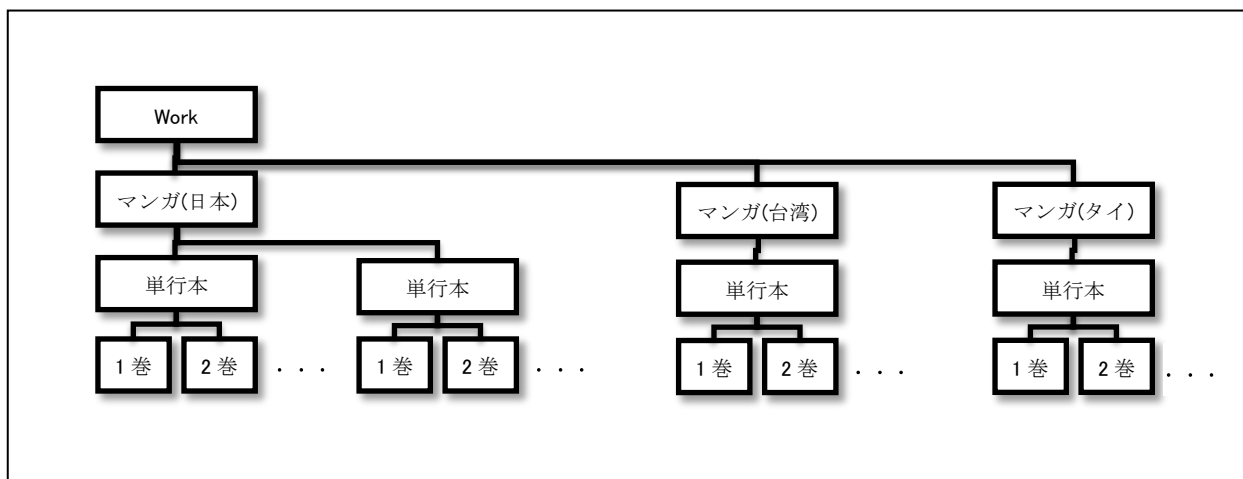 Work
マンガ(日本)
マンガ(台湾)
マンガ(タイ)
単行本
単行本
単行本
単行本
1 巻
2 巻
・・・
1 巻
2 巻
・・・
1 巻
2 巻
・・・
1 巻
2 巻
・・・